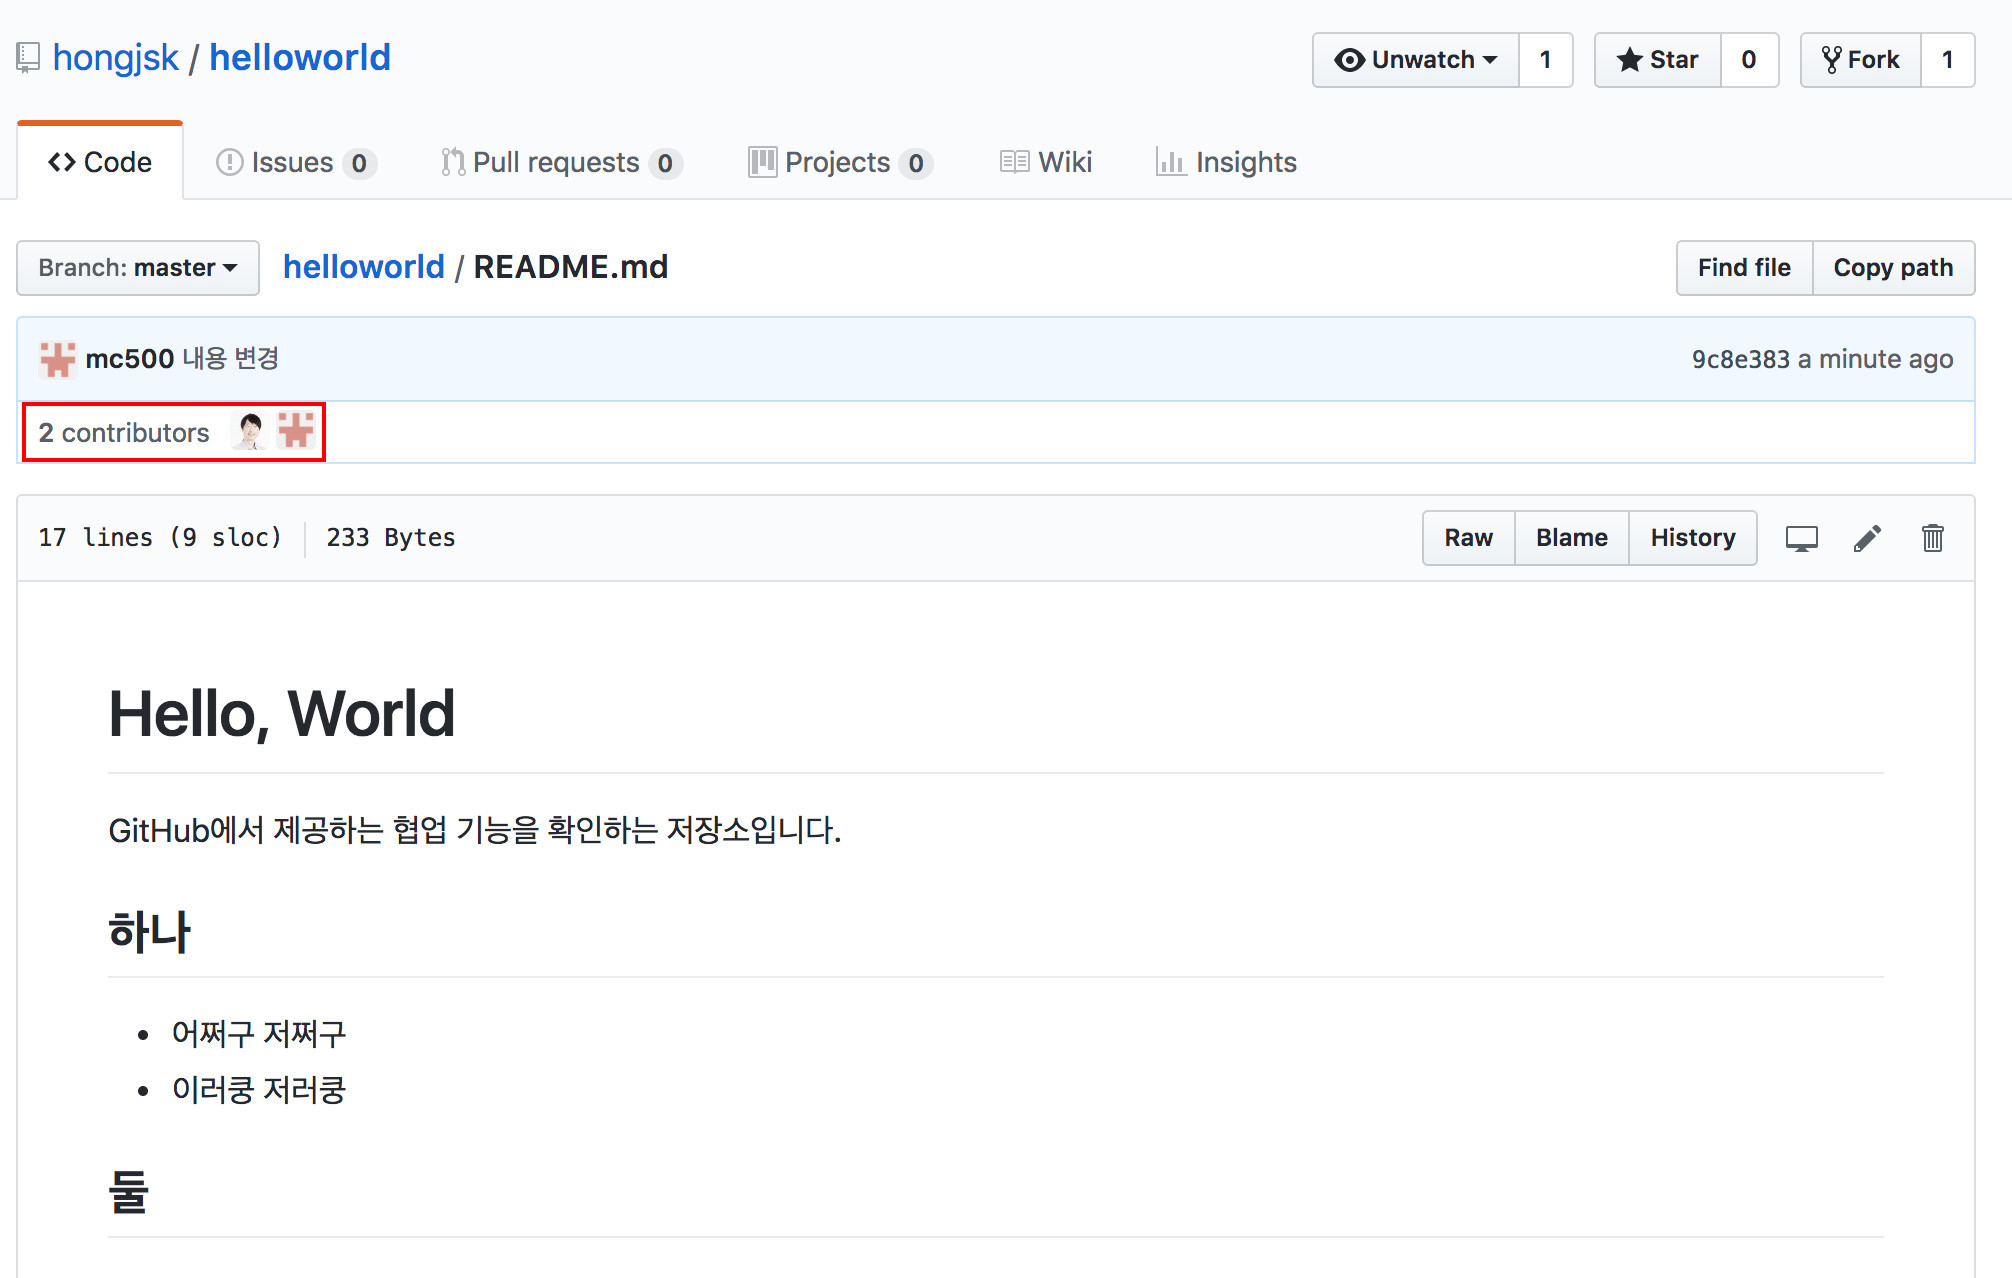 hongjsk / helloworld
Unwatch 1 Star 0 Fork 1
Code Issues 0 Pull requests 0 Projects 0 Wiki Insights
Branch: master helloworld / README.md Find file Copy path
mc500 내용 변경 9c8e383 a minute ago
2 contributors
17 lines (9 sloc) 233 Bytes Raw Blame History
Hello, World
GitHub에서 제공하는 협업 기능을 확인하는 저장소입니다.
하나
• 어쩌구 저쩌구
• 이러쿵 저러쿵
둘